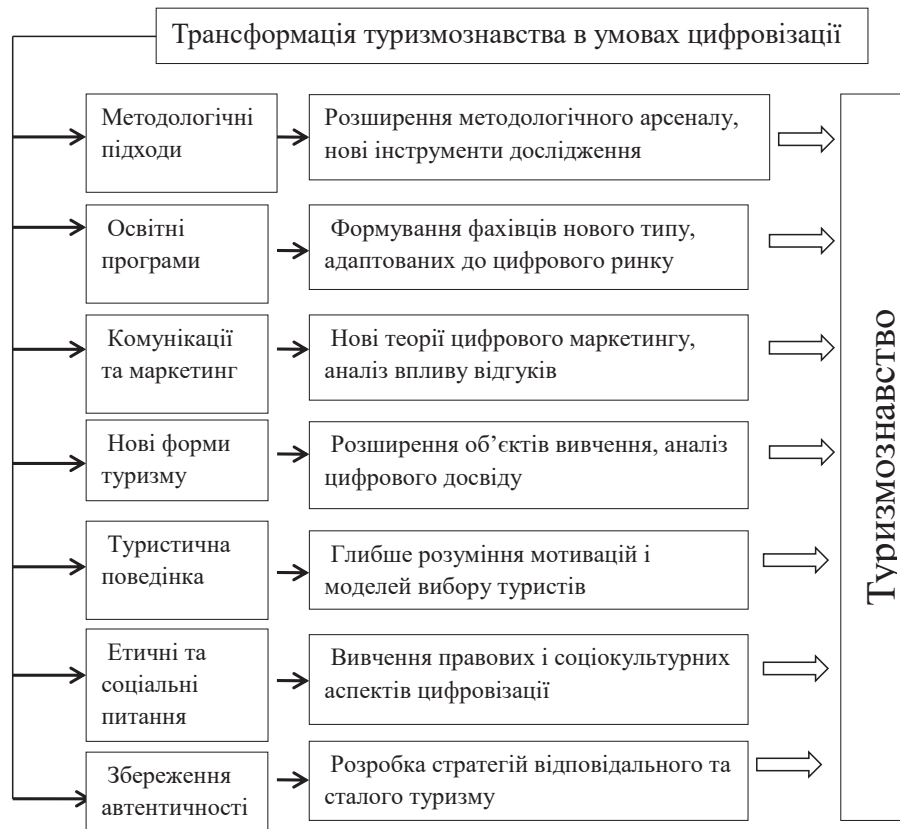 Трансформація туризмознавства в умовах цифровізації
Методологічні
підходи
Розширення методологічного арсеналу,
нові інструменти дослідження
Освітні
програми
Формування фахівців нового типу,
адаптованих до цифрового ринку
Комунікації
та маркетинг
Нові теорії цифрового маркетингу,
аналіз впливу відгуків
Нові форми
туризму
Розширення об’єктів вивчення, аналіз
цифрового досвіду
Туристична
поведінка
Глибше розуміння мотивацій і
моделей вибору туристів
Етичні та
соціальні
питання
Вивчення правових і соціокультурних
аспектів цифровізації
Збереження
автентичності
Розробка стратегій відповідального та
сталого туризму
Туризмознавство